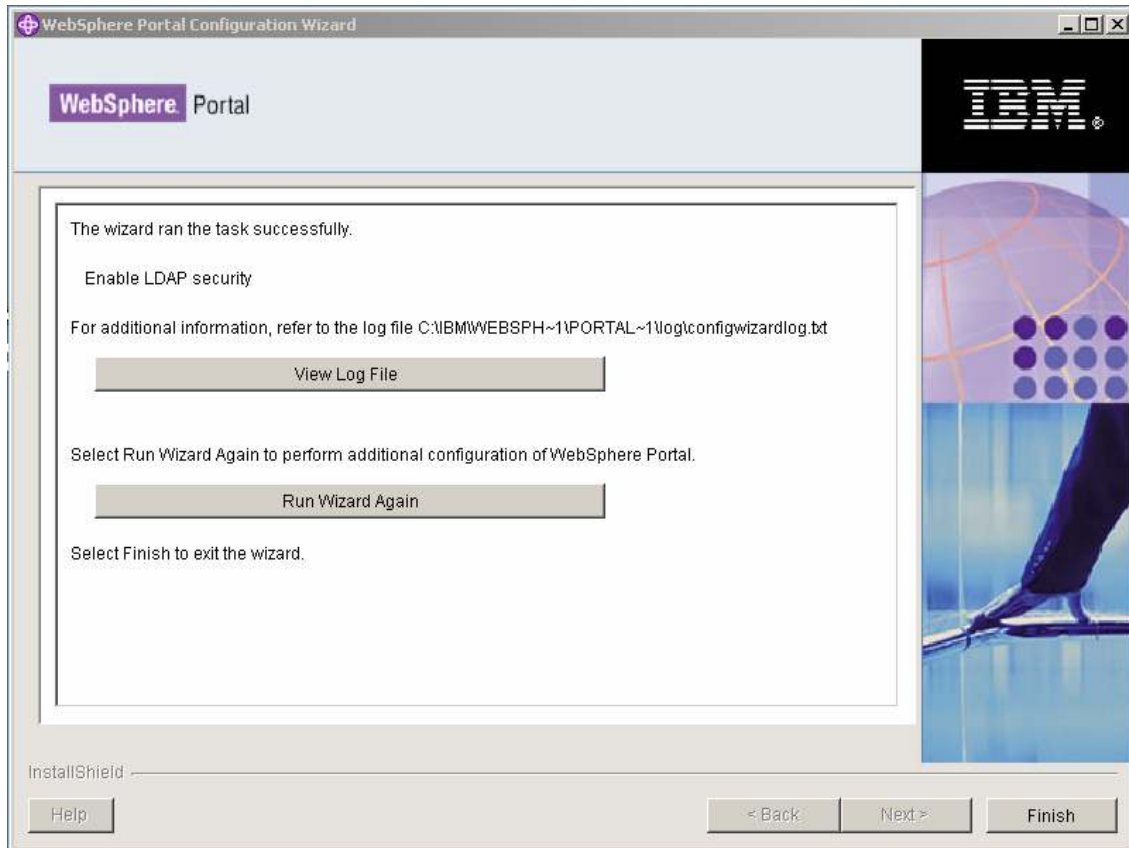 WebSphere Portal Configuration Wizard
WebSphere. Portal
IBM®
The wizard ran the task successfully.
Enable LDAP security
For additional information, refer to the log file C:\IBM\WEBSPH~1\PORTAL~1\log\configwizardlog.txt
View Log File
Select Run Wizard Again to perform additional configuration of WebSphere Portal.
Run Wizard Again
Select Finish to exit the wizard.
InstallShield
Help
< Back
Next >
Finish